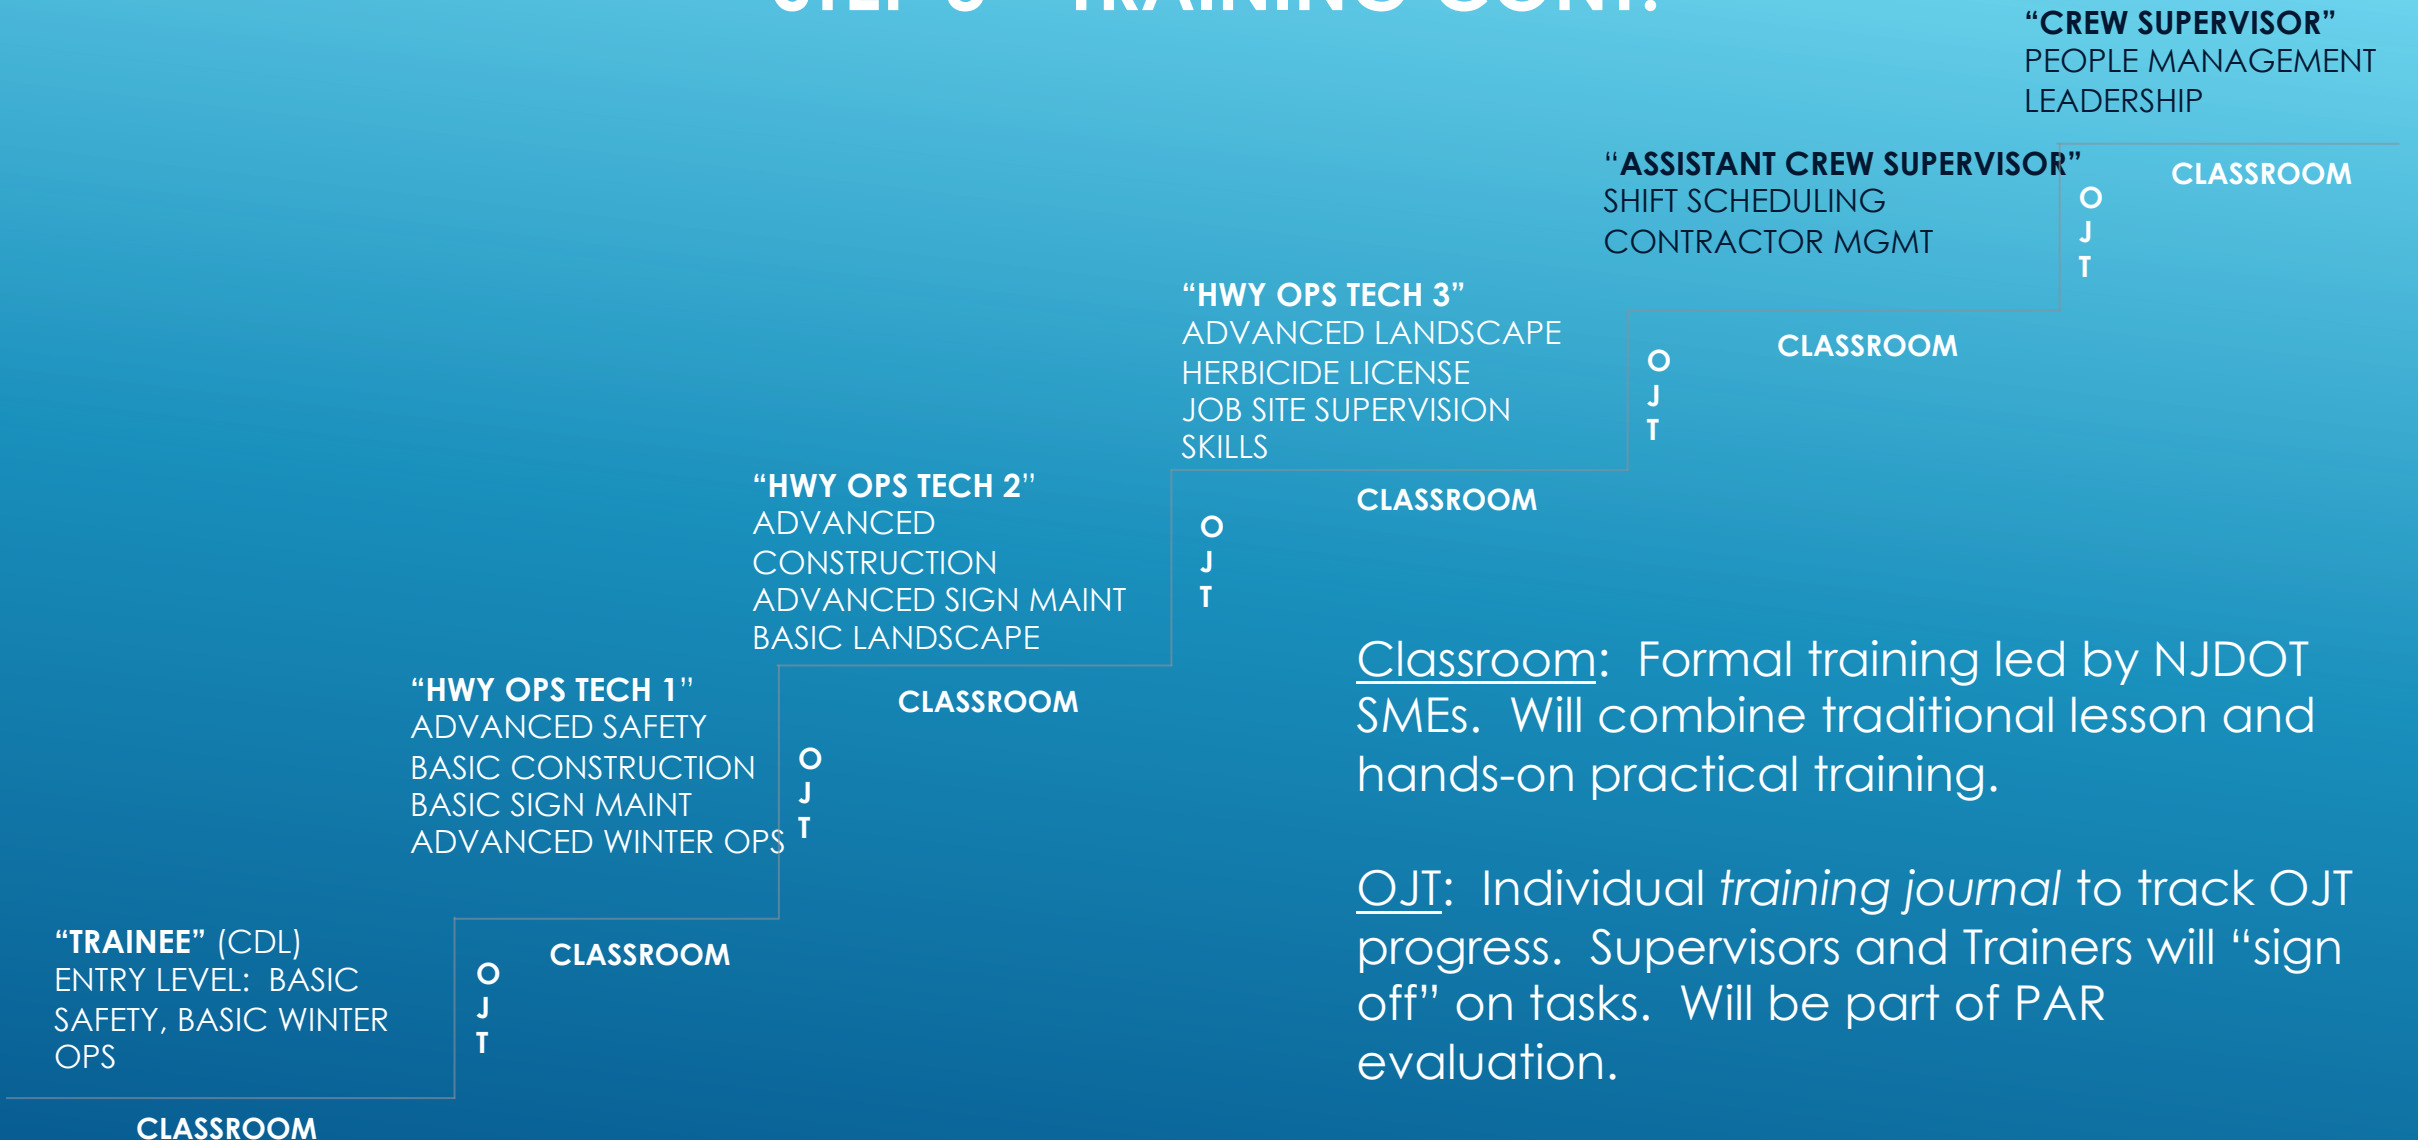 TRAINING CONT.
“CREW SUPERVISOR”
PEOPLE MANAGEMENT
LEADERSHIP
CLASSROOM
O
J
T
“ASSISTANT CREW SUPERVISOR”
SHIFT SCHEDULING
CONTRACTOR MGMT
CLASSROOM
O
J
T
“HWY OPS TECH 3”
ADVANCED LANDSCAPE
HERBICIDE LICENSE
JOB SITE SUPERVISION
SKILLS
CLASSROOM
O
J
T
“HWY OPS TECH 2”
ADVANCED
CONSTRUCTION
ADVANCED SIGN MAINT
BASIC LANDSCAPE
CLASSROOM
O
J
T
“HWY OPS TECH 1”
ADVANCED SAFETY
BASIC CONSTRUCTION
BASIC SIGN MAINT
ADVANCED WINTER OPS
CLASSROOM
O
J
T
“TRAINEE” (CDL)
ENTRY LEVEL: BASIC
SAFETY, BASIC WINTER
OPS
CLASSROOM
Classroom: Formal training led by NJDOT
SMEs. Will combine traditional lesson and
hands-on practical training.
OJT: Individual training journal to track OJT
progress. Supervisors and Trainers will “sign
off” on tasks. Will be part of PAR
evaluation.